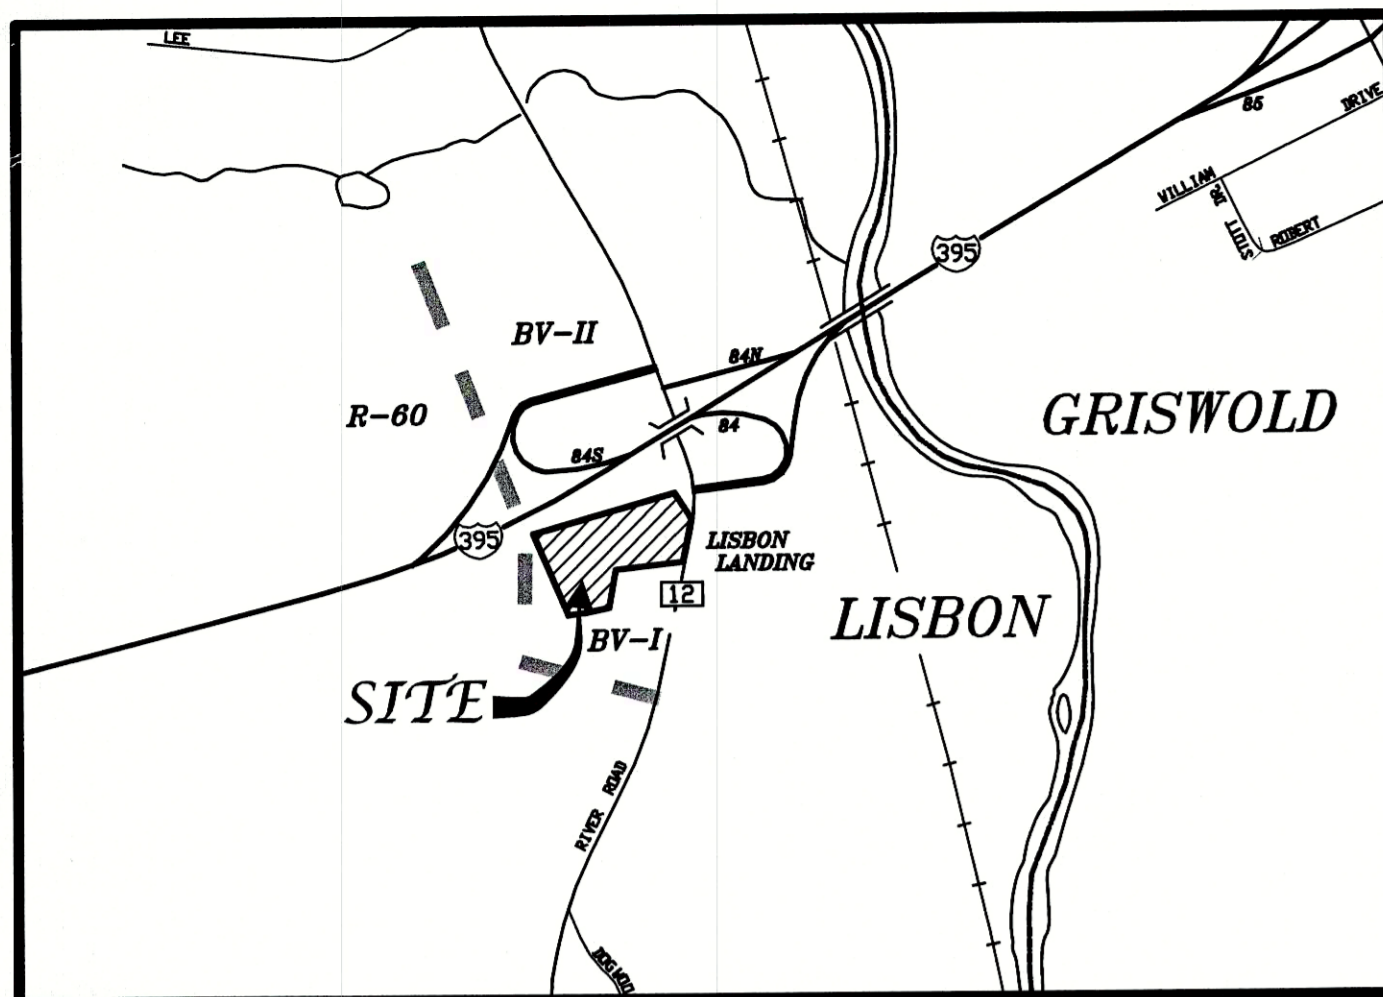 LEE
85
DRIVE
WILLIAM
DR.
STOTT
ROBERT
395
BV-II
84N
R-60
84
84S
GRISWOLD
395
LISBON
LANDING
12
LISBON
BV-I
SITE
RIVER ROAD